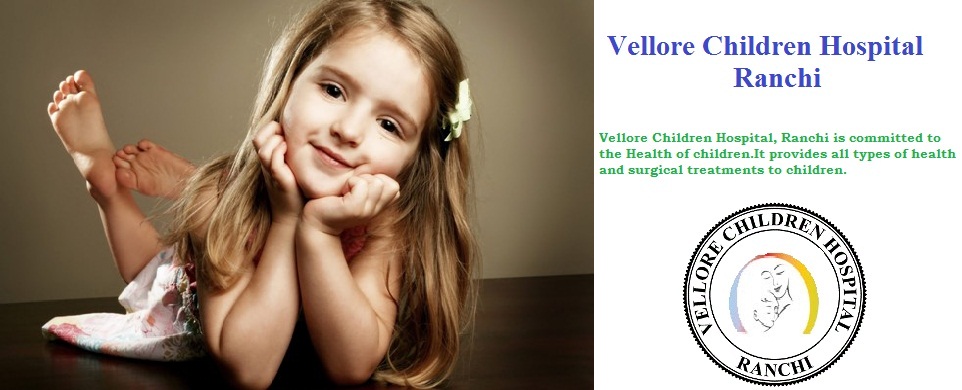 Vellore Children Hospital
Ranchi
Vellore Children Hospital, Ranchi is committed to
the Health of children.It provides all types of health
and surgical treatments to children.
VELLORE CHILDREN HOSPITAL
RANCHI